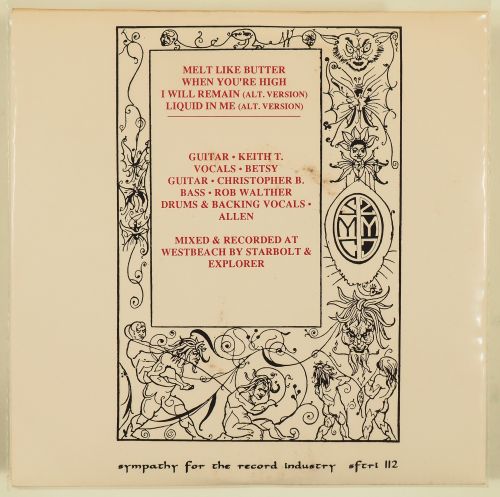 MELT LIKE BUTTER
WHEN YOU'RE HIGH
I WILL REMAIN (ALT. VERSION)
LIQUID IN ME (ALT. VERSION)
GUITAR • KEITH T.
VOCALS • BETSY
GUITAR • CHRISTOPHER B.
BASS • ROB WALTHER
DRUMS & BACKING VOCALS •
ALLEN
MIXED & RECORDED AT
WESTBEACH BY STARBOLT &
EXPLORER
sympathy for the record industry sftri 112